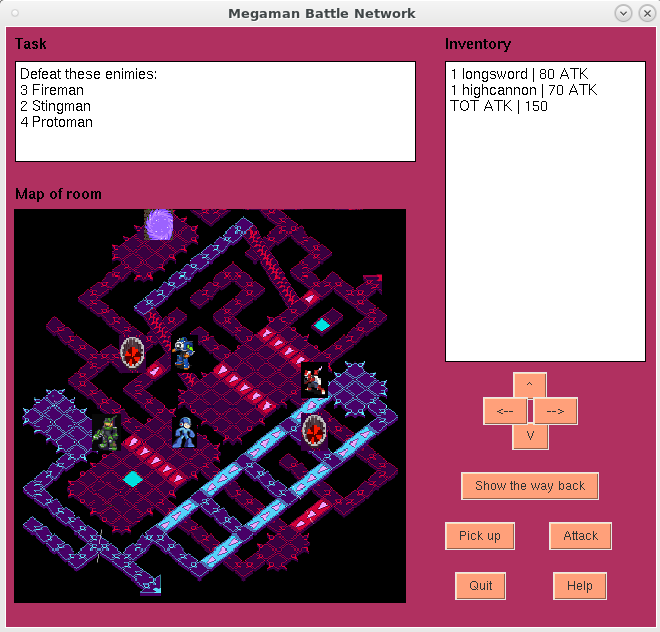 Megaman Battle Network
Task
Defeat these enimies:
3 Fireman
2 Stingman
4 Protoman
Inventory
1 longsword | 80 ATK
1 highcannon | 70 ATK
TOT ATK | 150
Map of room
^
<-- -->
V
Show the way back
Pick up Attack
Quit Help